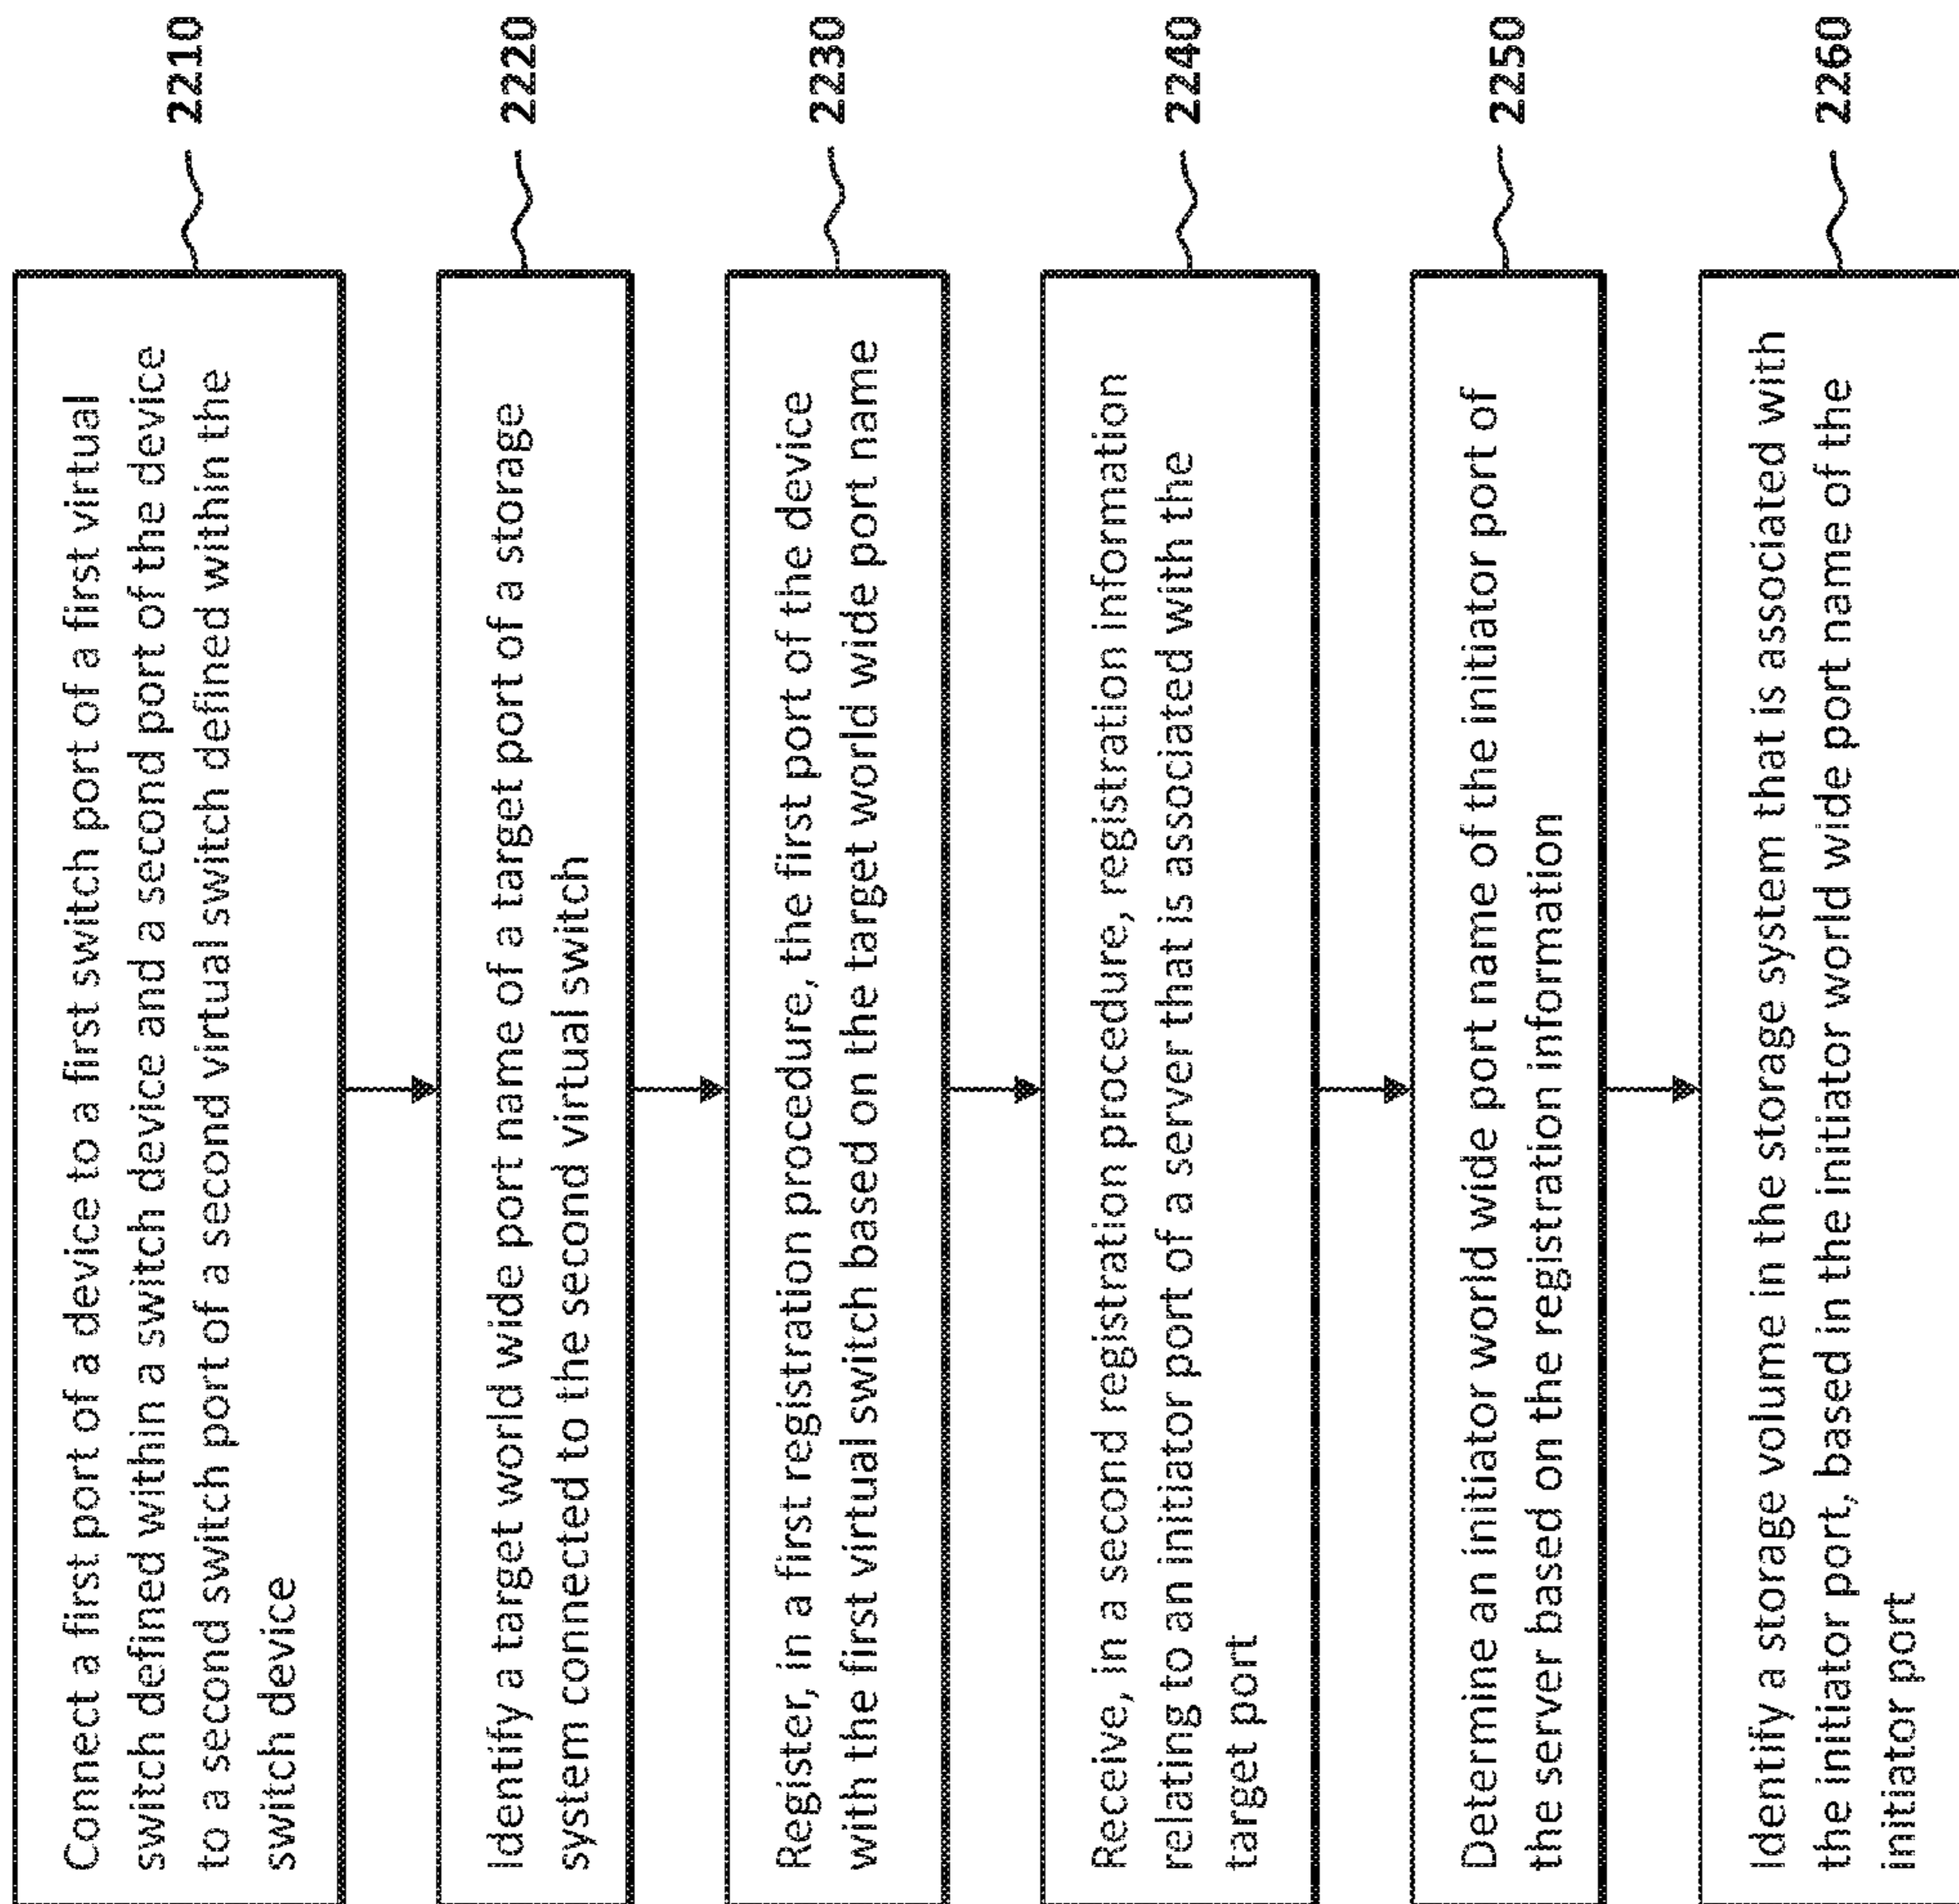 Connect a first port of a device to a first switch port of a first virtual
switch defined within a switch device and a second port of the device
to a second switch port of a second virtual switch defined within the
switch device
2210
Identify a target world wide port name of a target port of a storage
system connected to the second virtual switch
2220
Register, in a first registration procedure, the first port of the device
with the first virtual switch based on the target world wide port name
2230
Receive, in a second registration procedure, registration information
relating to an initiator port of a server that is associated with the
target port
2240
Determine an initiator world wide port name of the initiator port of
the server based on the registration information
2250
Identify a storage volume in the storage system that is associated with
the initiator port, based in the initiator world wide port name of the
initiator port
2260